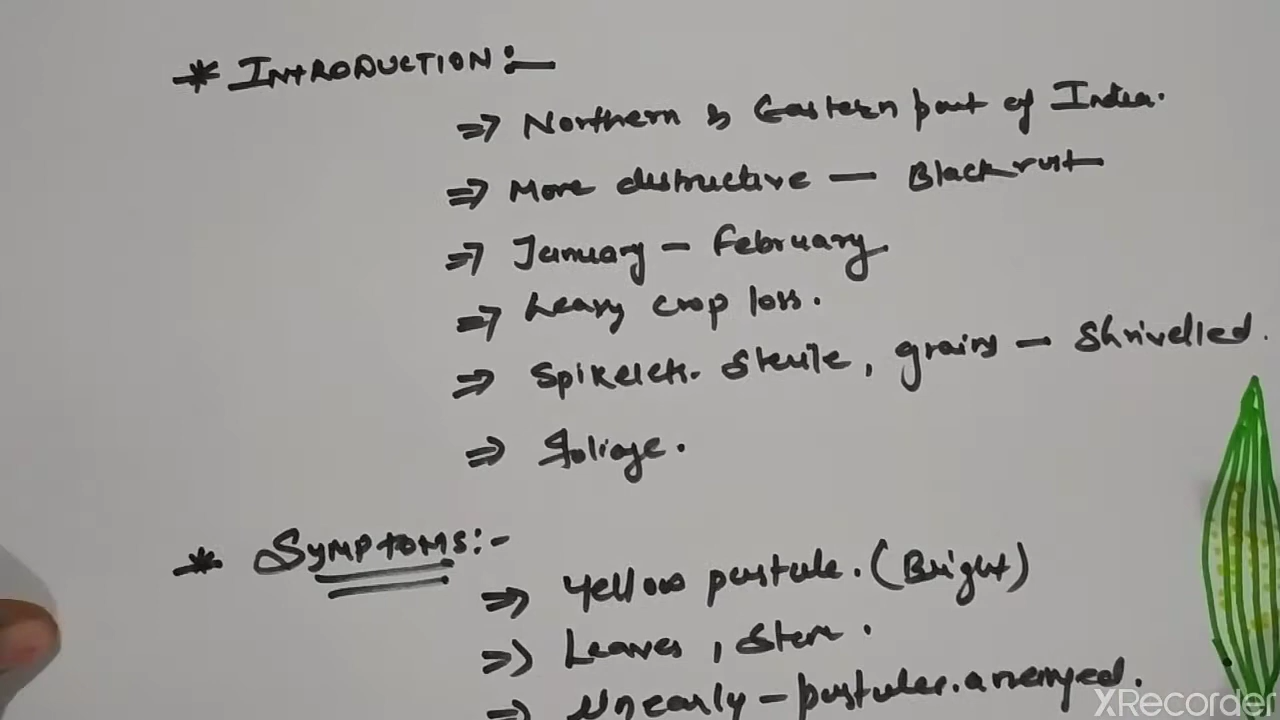 * INTRODUCTION:-
⇒ Northern & Eastern part of India.
⇒ More destructive - Black rust
⇒ January - February
⇒ Heavy crop loss.
⇒ Spikelets. Sterile, grains - Shrivelled.
⇒ Foliage.
* SYMPTOMS:-
⇒ Yellow pustule. (Bright)
⇒ Leaves, Stem.
⇒ - pustules. arranged.
XRecorder